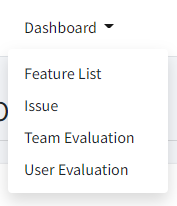 Dashboard
Feature List
Issue
Team Evaluation
User Evaluation